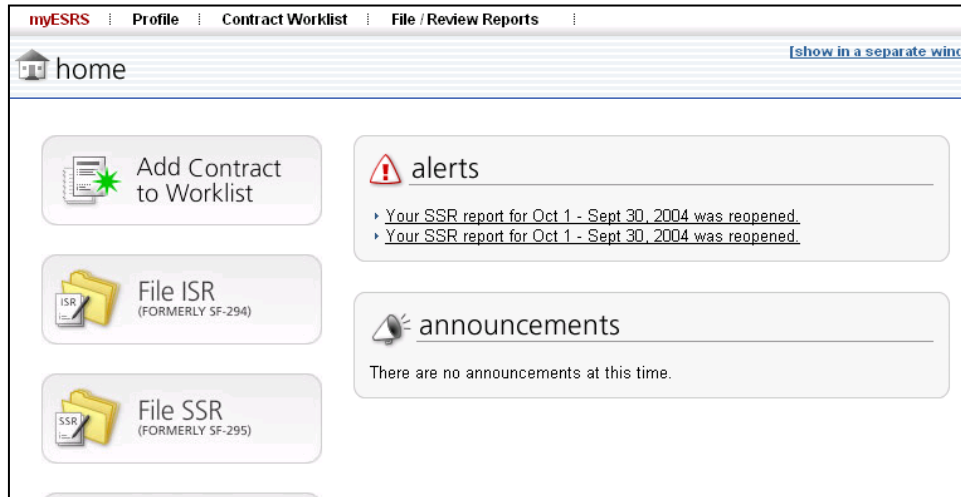 myESRS Profile Contract Worklist File / Review Reports
[show in a separate
home
Add Contract
to Worklist
alerts
Your SSR report for Oct 1 - Sept 30, 2004 was reopened.
Your SSR report for Oct 1 - Sept 30, 2004 was reopened.
ISR
File ISR
(FORMERLY SF-294)
announcements
There are no announcements at this time.
SSR
File SSR
(FORMERLY SF-295)